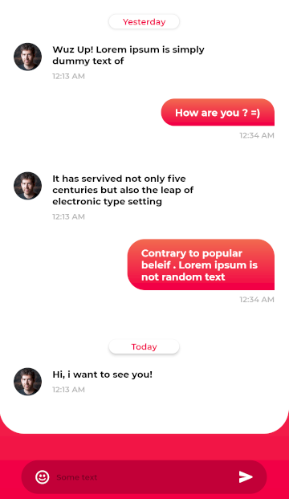 Yesterday
Wuz Up! Lorem ipsum is simply
dummy text of
12:13 AM
How are you ? =)
12:34 AM
It has servived not only five
centuries but also the leap of
electronic type setting
12:13 AM
Contrary to popular
beleif . Lorem ipsum is
not random text
12:34 AM
Today
Hi, i want to see you!
12:13 AM